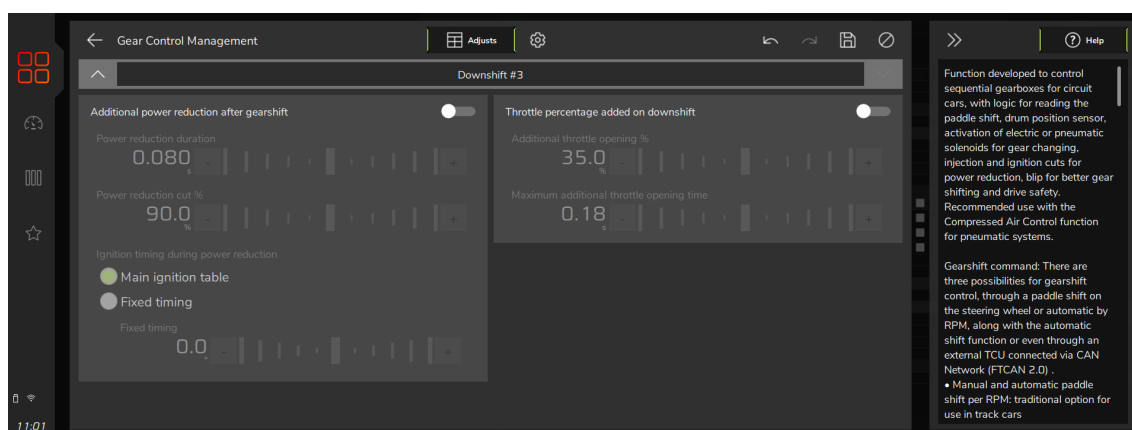 Gear Control Management
Adjusts
Help
Downshift #3
Additional power reduction after gearshift
Power reduction duration
0.080
s
-
+
Power reduction cut %
90.0
%
-
+
Ignition timing during power reduction
Main ignition table
Fixed timing
Fixed timing
0.0
°
-
+
Throttle percentage added on downshift
Additional throttle opening %
35.0
%
-
+
Maximum additional throttle opening time
0.18
s
-
+
Function developed to control
sequential gearboxes for circuit
cars, with logic for reading the
paddle shift, drum position sensor,
activation of electric or pneumatic
solenoids for gear changing,
injection and ignition cuts for
power reduction, blip for better gear
shifting and drive safety.
Recommended use with the
Compressed Air Control function
for pneumatic systems.
Gearshift command: There are
three possibilities for gearshift
control, through a paddle shift on
the steering wheel or automatic by
RPM, along with the automatic
shift function or even through an
external TCU connected via CAN
Network (FTCAN 2.0) .
• Manual and automatic paddle
shift per RPM: traditional option for
use in track cars
11:01